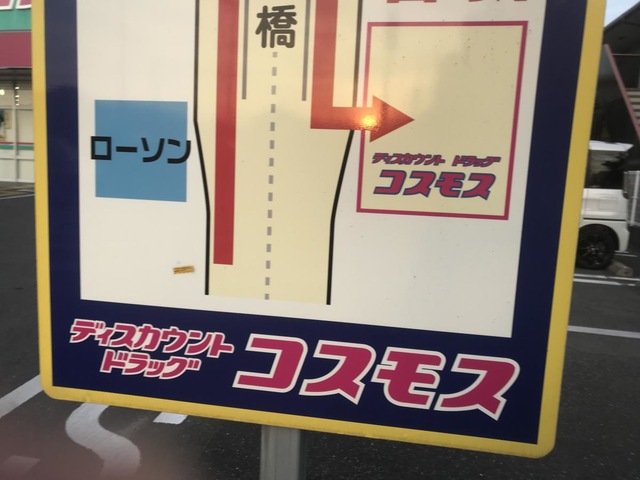 橋
ローソン
ディスカウント ドラッグ
コスモス
ディスカウント
ドラッグ
コスモス